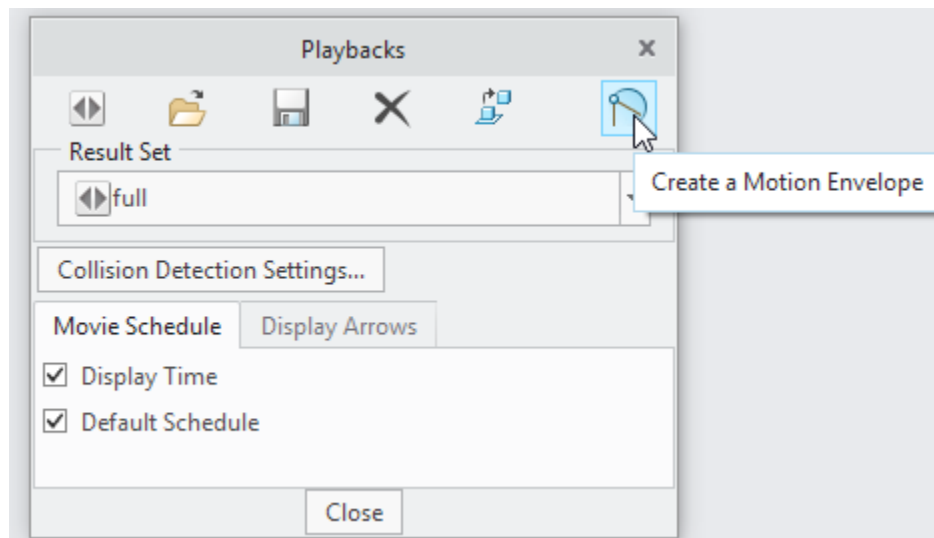 Playbacks
Result Set
full
Create a Motion Envelope
Collision Detection Settings...
Movie Schedule
Display Arrows
Display Time
Default Schedule
Close